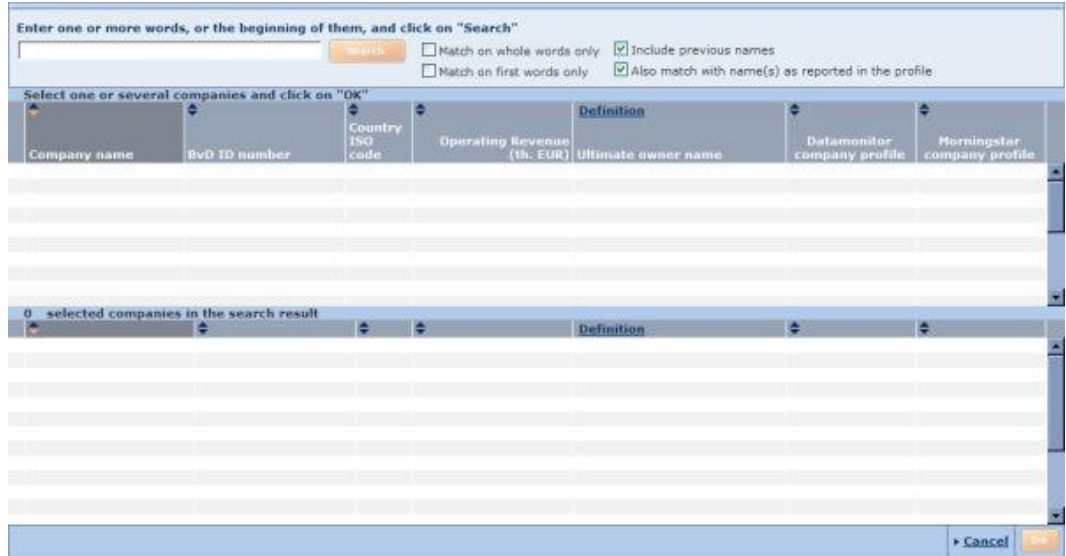 Enter one or more words, or the beginning of them, and click on "Search"
Search
Match on whole words only
Include previous names
Match on first words only
Also match with name(s) as reported in the profile
Select one or several companies and click on "OK"
Definition
Company name
BvD ID number
Country
ISO
code
Operating Revenue
(th. EUR)
Ultimate owner name
Datamonitor
company profile
Morningstar
company profile
0 selected companies in the search result
Definition
Cancel
OK